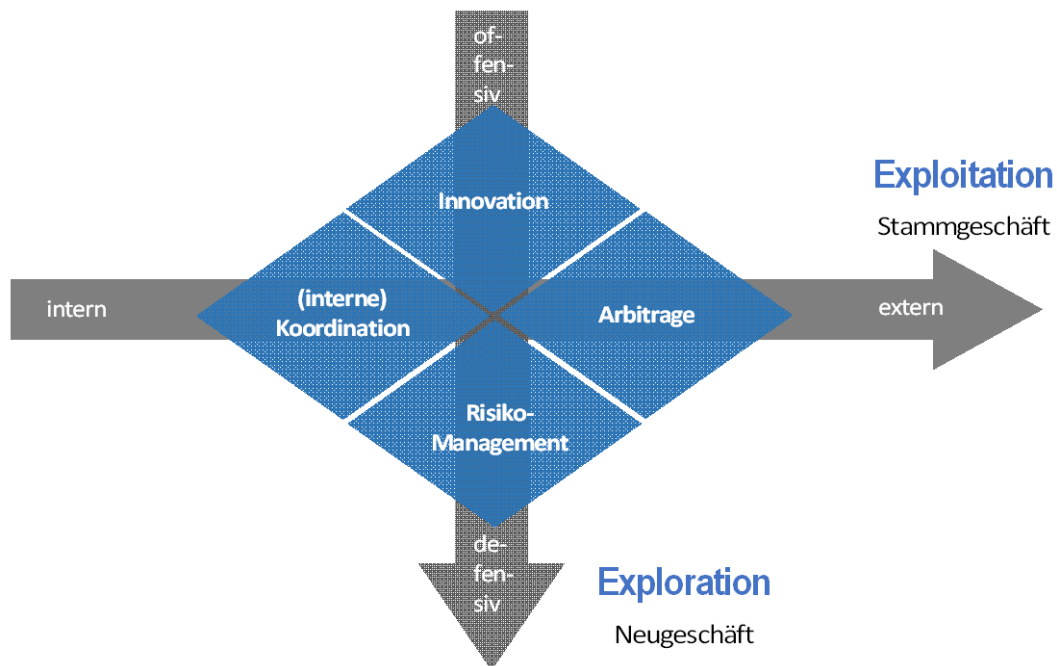 of-
fen-
siv
Exploitation
Stammgeschäft
Innovation
intern
(interne)
Koordination
Arbitrage
extern
Risiko-
Management
de-
fen-
siv
Exploration
Neugeschäft